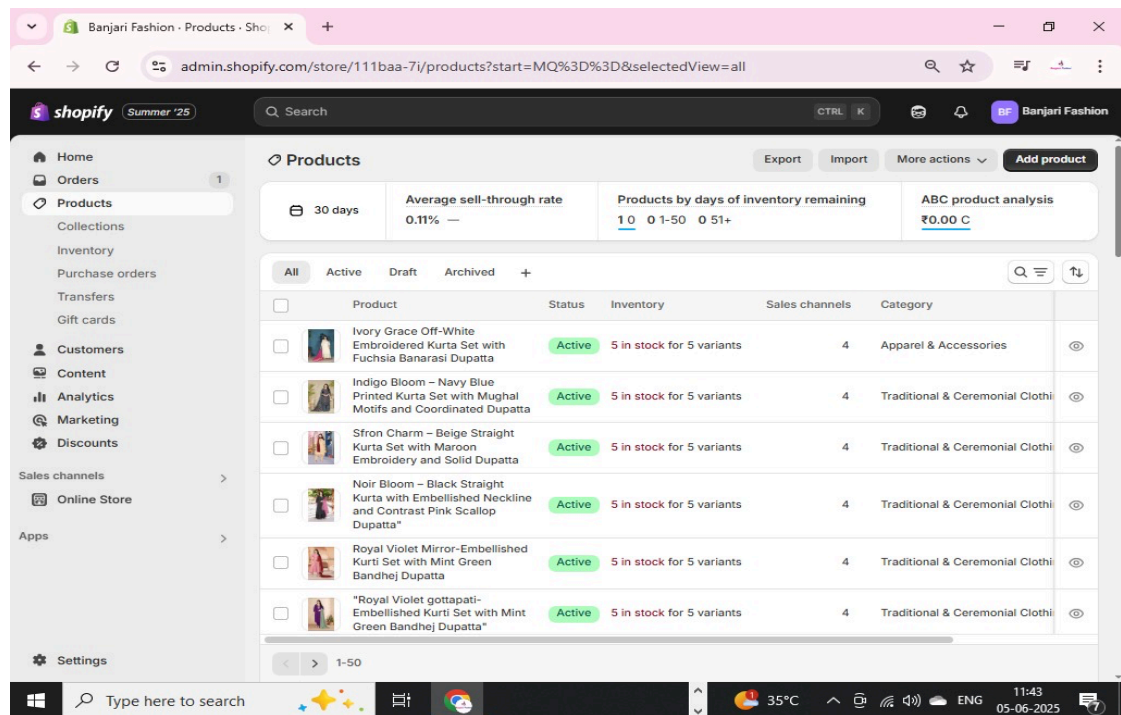 Banjari Fashion · Products · Sho
admin.shopify.com/store/111baa-7i/products?start=MQ%3D%3D&selectedView=all
shopify Summer '25
Search CTRL K
BF Banjari Fashion
Home
Orders 1
Products
Collections
Inventory
Purchase orders
Transfers
Gift cards
Customers
Content
Analytics
Marketing
Discounts
Sales channels
Online Store
Apps
Settings
Products
Export Import More actions Add product
30 days
Average sell-through rate
0.11% —
Products by days of inventory remaining
1 0 0 1-50 0 51+
ABC product analysis
₹0.00 C
All Active Draft Archived +
Product Status Inventory Sales channels Category
Ivory Grace Off-White
Embroidered Kurta Set with
Fuchsia Banarasi Dupatta
Active 5 in stock for 5 variants 4 Apparel & Accessories
Indigo Bloom – Navy Blue
Printed Kurta Set with Mughal
Motifs and Coordinated Dupatta
Active 5 in stock for 5 variants 4 Traditional & Ceremonial Clothi
Sfron Charm – Beige Straight
Kurta Set with Maroon
Embroidery and Solid Dupatta
Active 5 in stock for 5 variants 4 Traditional & Ceremonial Clothi
Noir Bloom – Black Straight
Kurta with Embellished Neckline
and Contrast Pink Scallop
Dupatta"
Active 5 in stock for 5 variants 4 Traditional & Ceremonial Clothi
Royal Violet Mirror-Embellished
Kurti Set with Mint Green
Bandhej Dupatta
Active 5 in stock for 5 variants 4 Traditional & Ceremonial Clothi
"Royal Violet gottapati-
Embellished Kurti Set with Mint
Green Bandhej Dupatta"
Active 5 in stock for 5 variants 4 Traditional & Ceremonial Clothi
1-50
Type here to search
1
35°C
ENG
11:43
05-06-2025
7